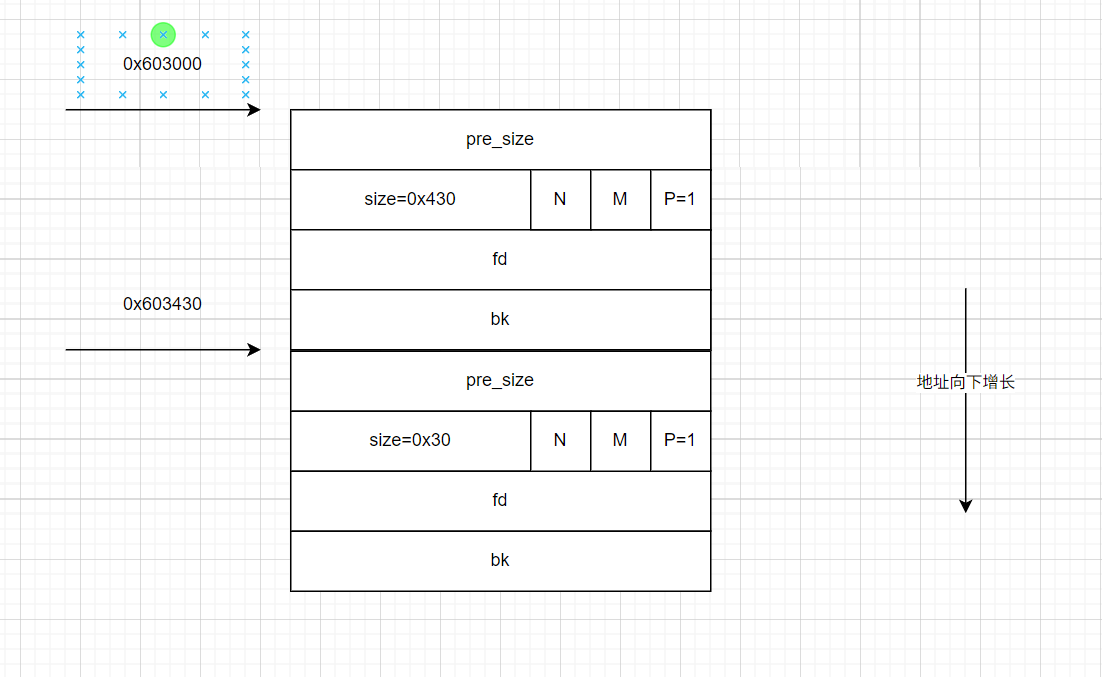 0x603000
pre_size
size=0x430 N M P=1
fd
0x603430
bk
pre_size
地址向下增长
size=0x30 N M P=1
fd
bk